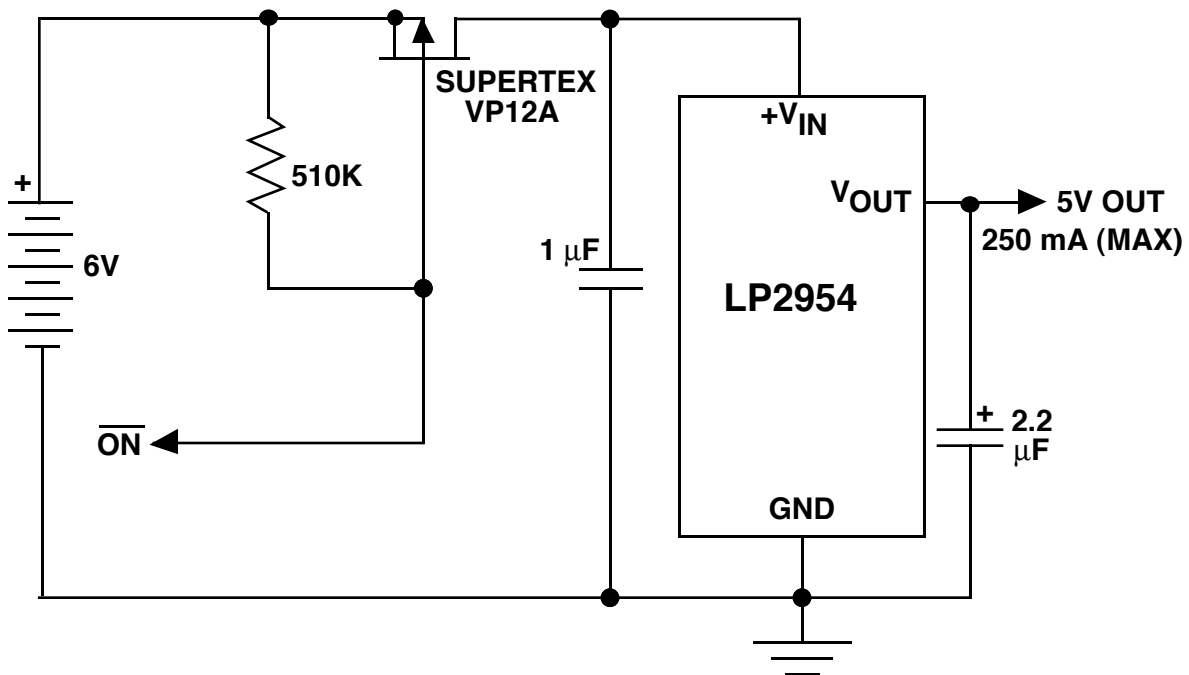 SUPERTEX
VP12A
510K
+
6V
ON
1 μF
+VIN
VOUT
LP2954
GND
5V OUT
250 mA (MAX)
+
2.2
μF